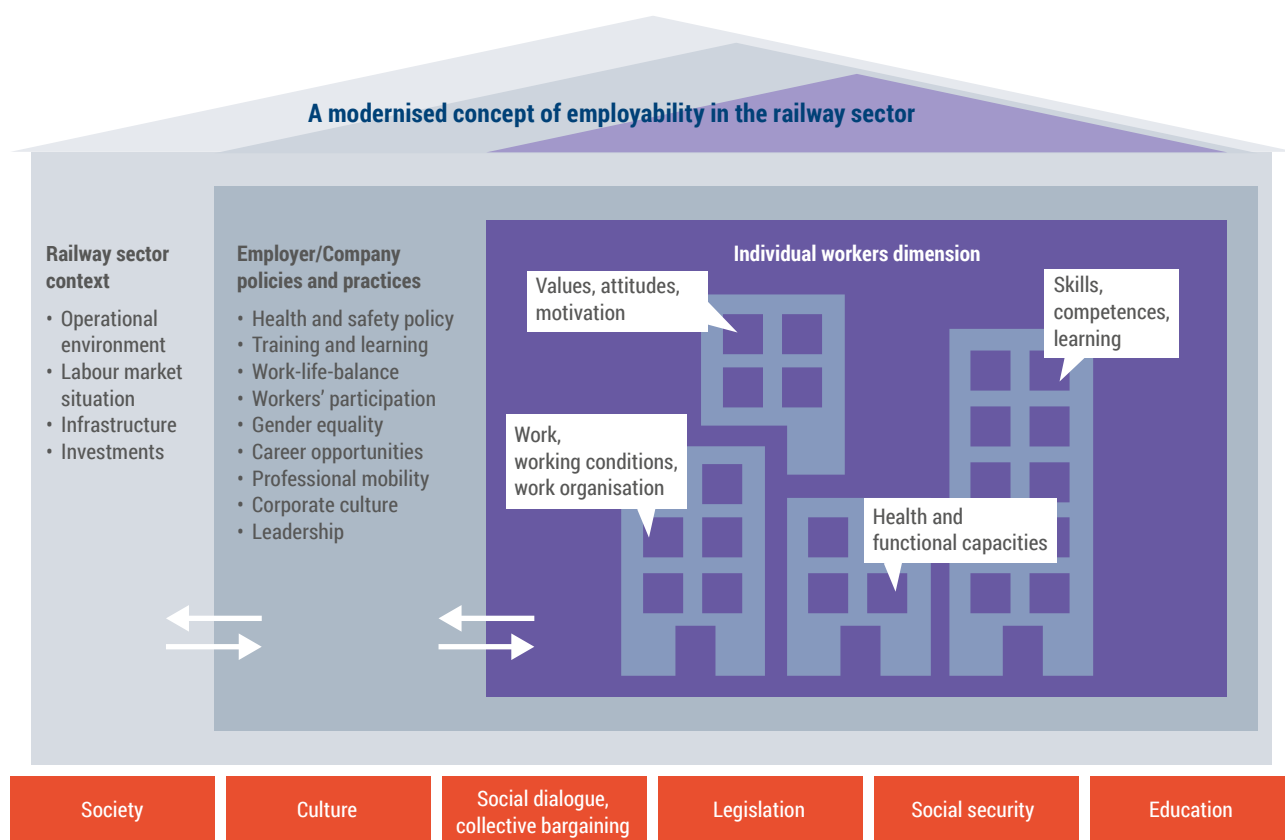 A modernised concept of employability in the railway sector
Railway sector
context
• Operational
environment
• Labour market
situation
• Infrastructure
• Investments
Employer/Company
policies and practices
• Health and safety policy
• Training and learning
• Work-life-balance
• Workers’ participation
• Gender equality
• Career opportunities
• Professional mobility
• Corporate culture
• Leadership
Individual workers dimension
Values, attitudes,
motivation
Skills,
competences,
learning
Work,
working conditions,
work organisation
Health and
functional capacities
Society
Culture
Social dialogue,
collective bargaining
Legislation
Social security
Education